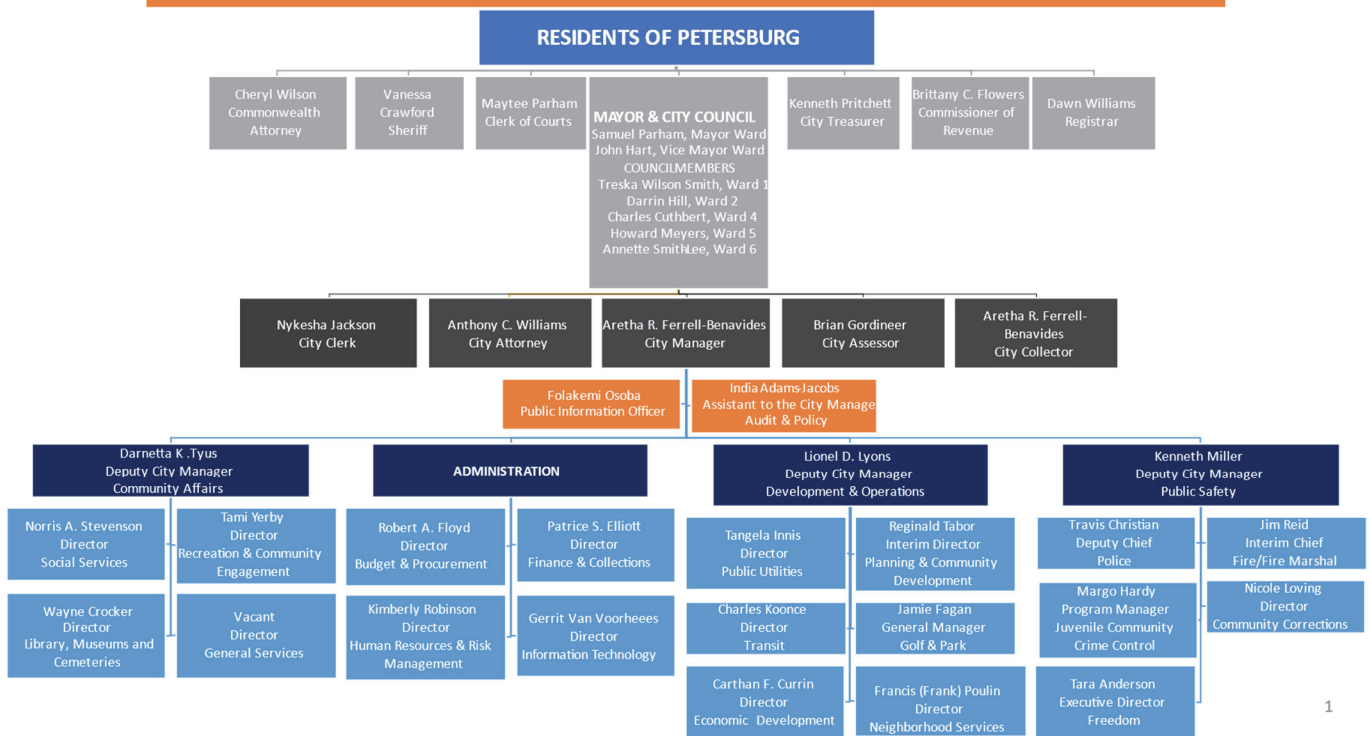 RESIDENTS OF PETERSBURG
Cheryl Wilson
Commonwealth
Attorney
Vanessa
Crawford
Sheriff
Maytee Parham
Clerk of Courts
MAYOR & CITY COUNCIL
Samuel Parham, Mayor Ward
John Hart, Vice Mayor Ward
COUNCILMEMBERS
Treska Wilson Smith, Ward 1
Darrin Hill, Ward 2
Charles Cuthbert, Ward 4
Howard Meyers, Ward 5
Annette SmithLee, Ward 6
Kenneth Pritchett
City Treasurer
Brittany C. Flowers
Commissioner of
Revenue
Dawn Williams
Registrar
Nykesha Jackson
City Clerk
Anthony C. Williams
City Attorney
Aretha R. Ferrell-Benavides
City Manager
Brian Gordineer
City Assessor
Aretha R. Ferrell-
Benavides
City Collector
Folakemi Osoba
Public Information Officer
India Adams-Jacobs
Assistant to the City Manage
Audit & Policy
Darnetta K .Tyus
Deputy City Manager
Community Affairs
ADMINISTRATION
Lionel D. Lyons
Deputy City Manager
Development & Operations
Kenneth Miller
Deputy City Manager
Public Safety
Norris A. Stevenson
Director
Social Services
Tami Yerby
Director
Recreation & Community
Engagement
Wayne Crocker
Director
Library, Museums and
Cemeteries
Vacant
Director
General Services
Robert A. Floyd
Director
Budget & Procurement
Patrice S. Elliott
Director
Finance & Collections
Kimberly Robinson
Director
Human Resources & Risk
Management
Gerrit Van Voorheees
Director
Information Technology
Tangela Innis
Director
Public Utilities
Reginald Tabor
Interim Director
Planning & Community
Development
Charles Koonce
Director
Transit
Jamie Fagan
General Manager
Golf & Park
Carthan F. Currin
Director
Economic Development
Francis (Frank) Poulin
Director
Neighborhood Services
Travis Christian
Deputy Chief
Police
Jim Reid
Interim Chief
Fire/Fire Marshal
Margo Hardy
Program Manager
Juvenile Community
Crime Control
Nicole Loving
Director
Community Corrections
Tara Anderson
Executive Director
Freedom
1